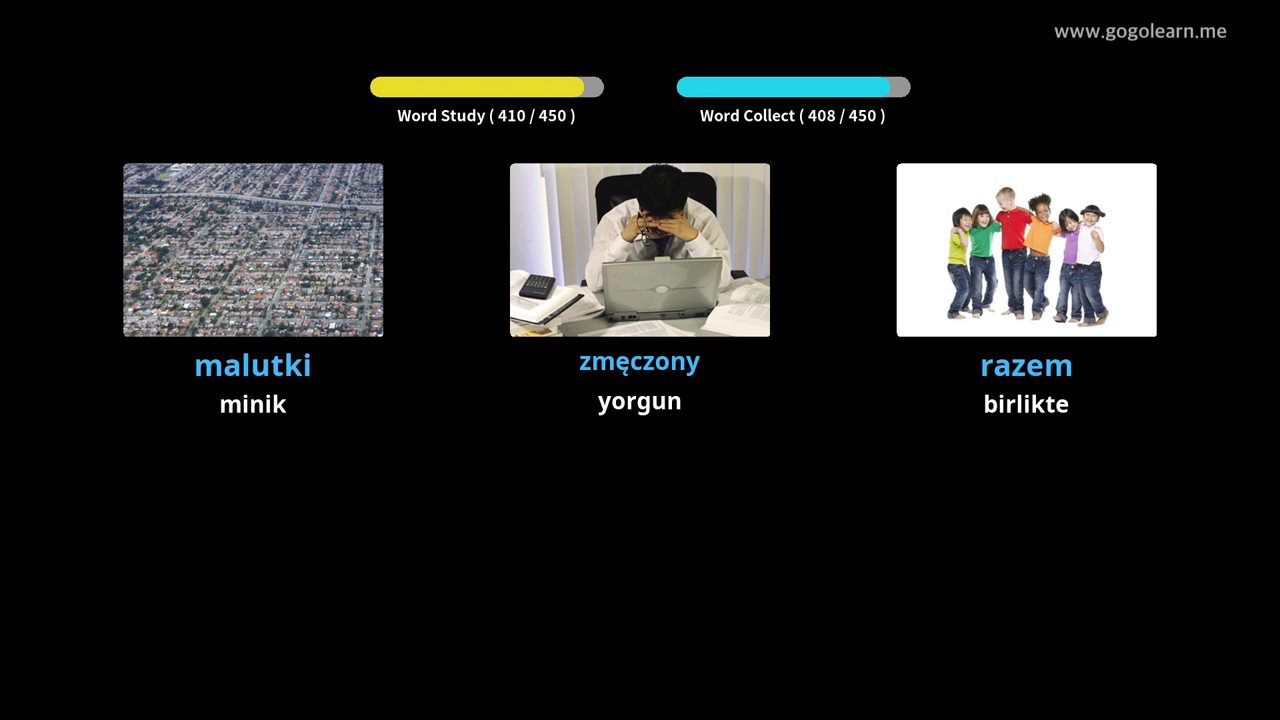 www.gogolearn.me
Word Study ( 410 / 450 )
Word Collect ( 408 / 450 )
malutki
minik
zmęczony
yorgun
razem
birlikte